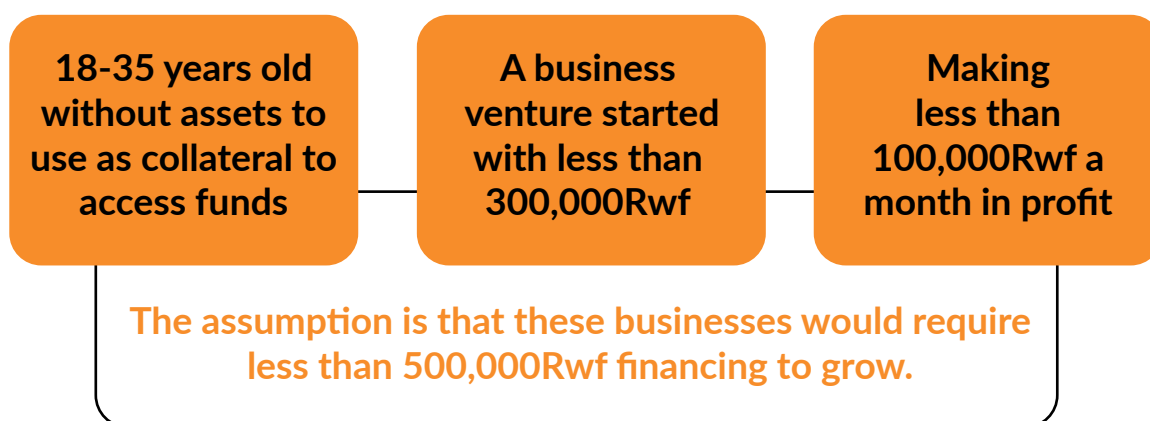 18-35 years old
without assets to
use as collateral to
access funds
A business
venture started
with less than
300,000Rwf
Making
less than
100,000Rwf a
month in profit
The assumption is that these businesses would require
less than 500,000Rwf financing to grow.